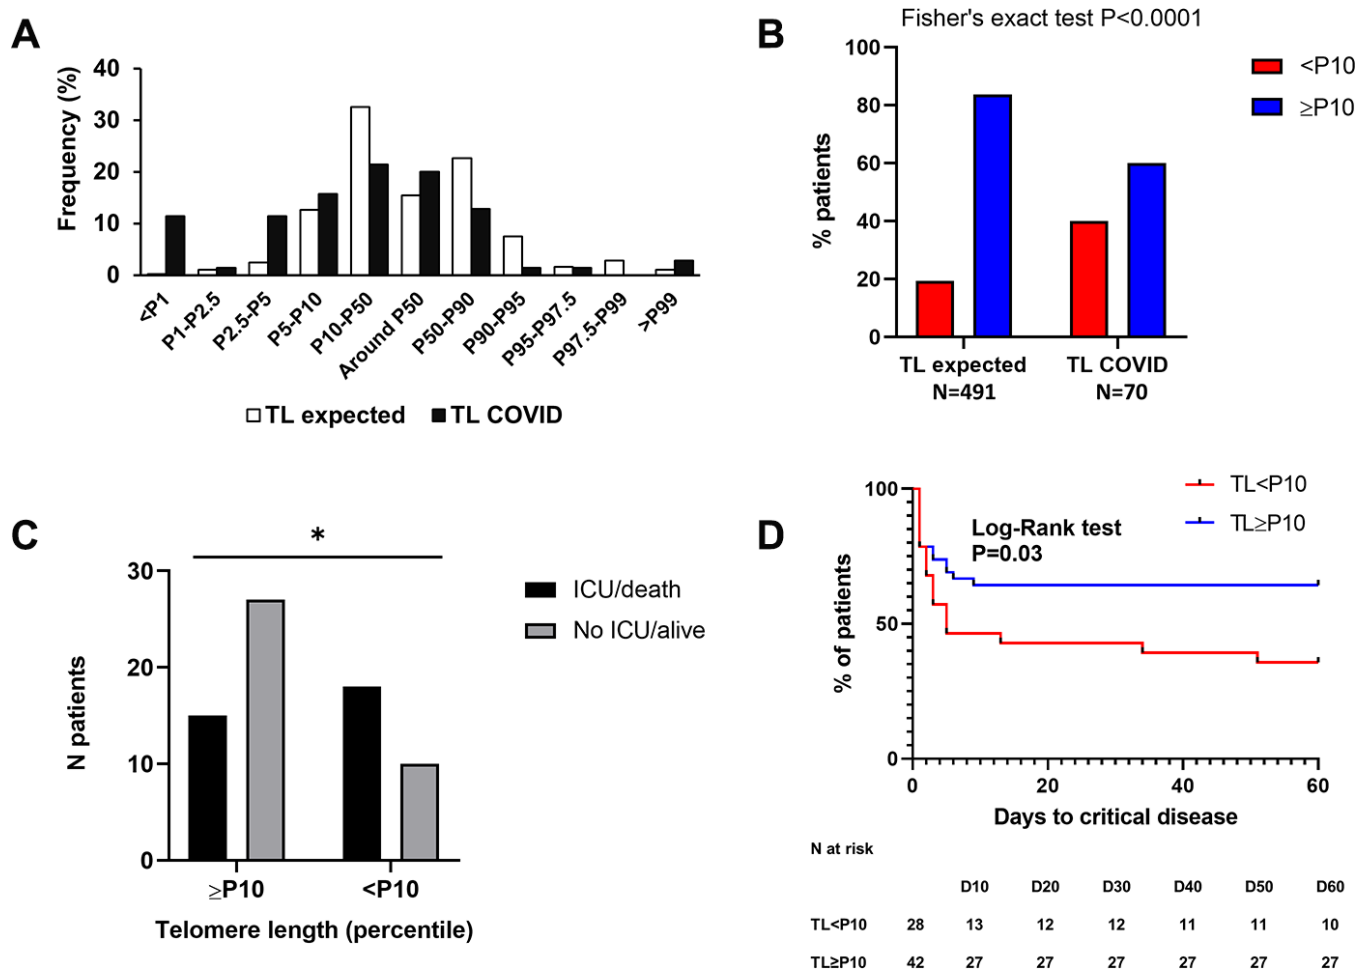 A
Frequency (%)
40
30
20
10
0
<P1
P1-P2.5
P2.5-P5
P5-P10
P10-P50
Around P50
P50-P90
P90-P95
P95-P97.5
P97.5-P99
>P99
TL expected
TL COVID
B
Fisher's exact test P<0.0001
% patients
100
80
60
40
20
0
TL expected
N=491
TL COVID
N=70
<P10
≥P10
C
*
N patients
30
20
10
0
≥P10
<P10
Telomere length (percentile)
ICU/death
No ICU/alive
D
% of patients
100
50
0
Log-Rank test
P=0.03
TL<P10
TL≥P10
0
20
40
60
Days to critical disease
N at risk
D10 D20 D30 D40 D50 D60
TL<P10 28 13 12 12 11 11 10
TL≥P10 42 27 27 27 27 27 27